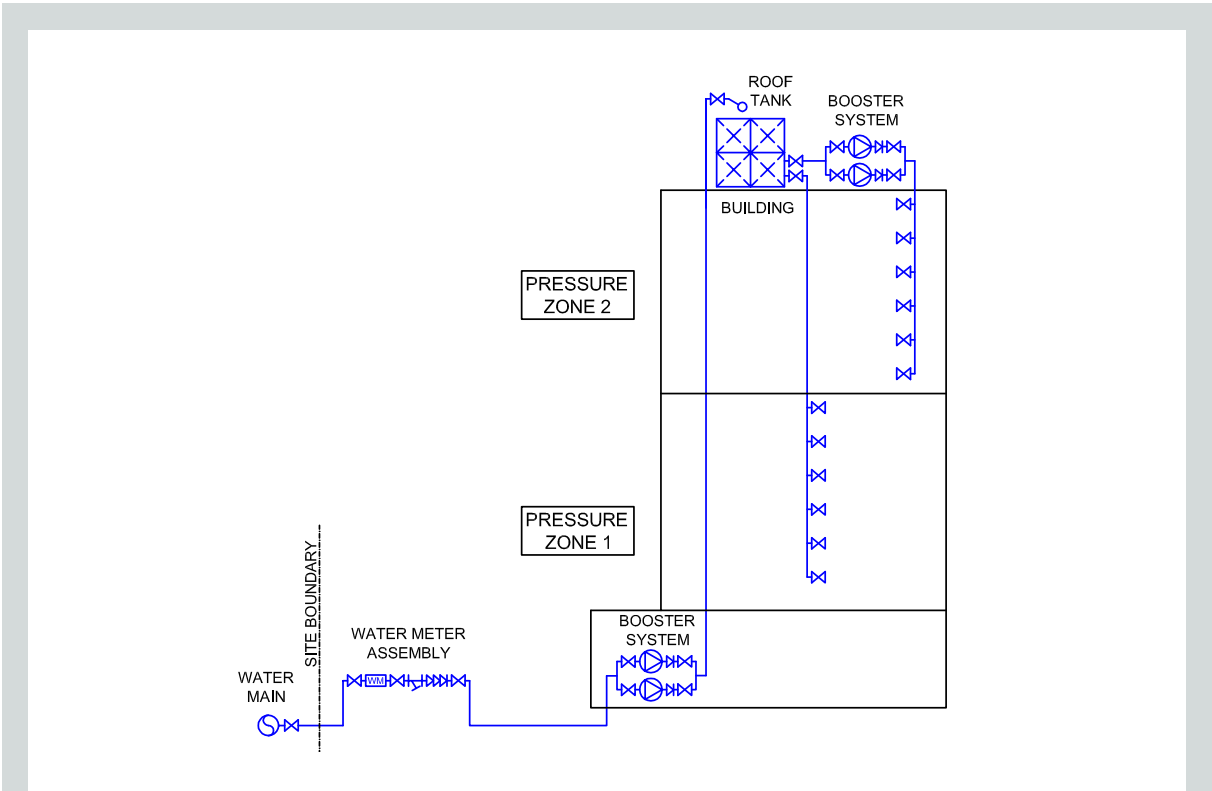 ROOF
TANK
BOOSTER
SYSTEM
BUILDING
PRESSURE
ZONE 2
PRESSURE
ZONE 1
SITE BOUNDARY
BOOSTER
SYSTEM
WATER METER
ASSEMBLY
WM
WATER
MAIN